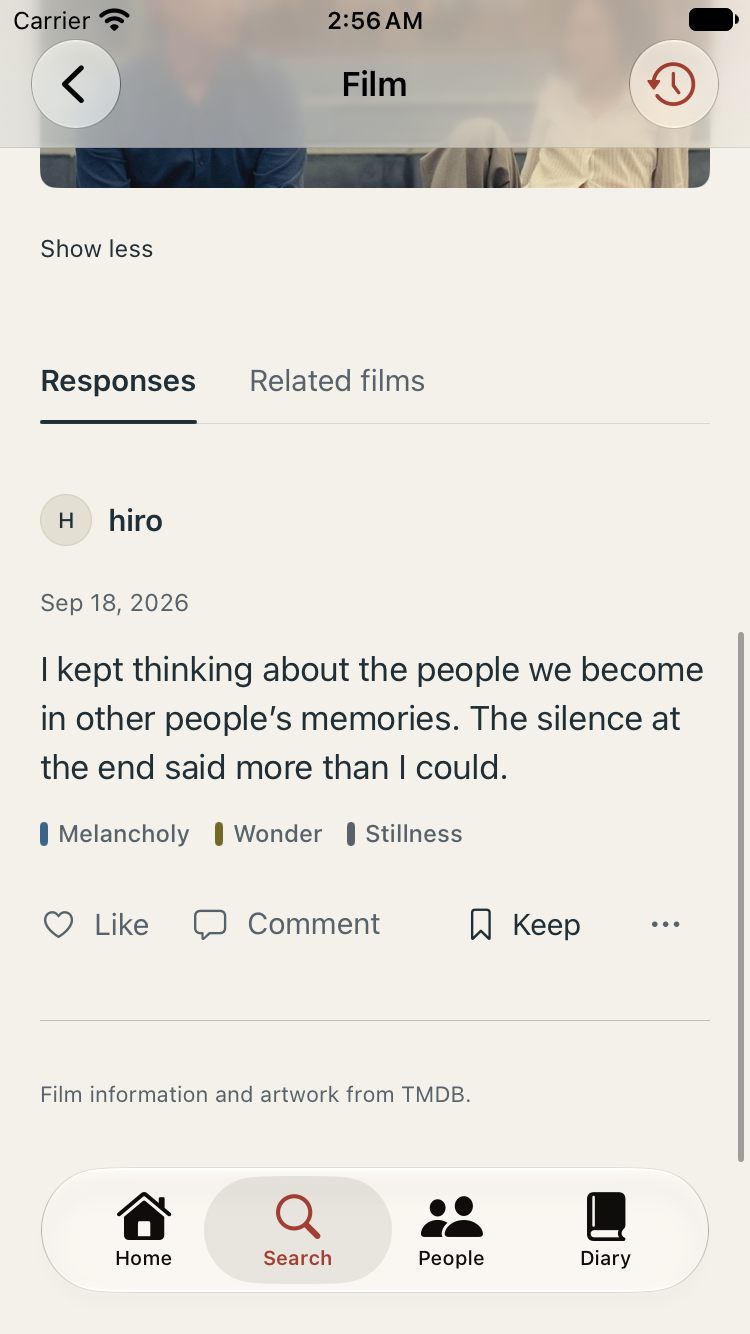 Carrier
2:56 AM
Film
Show less
Responses
Related films
H
hiro
Sep 18, 2026
I kept thinking about the people we become
in other people’s memories. The silence at
the end said more than I could.
Melancholy
Wonder
Stillness
Like
Comment
Keep
Film information and artwork from TMDB.
Home
Search
People
Diary